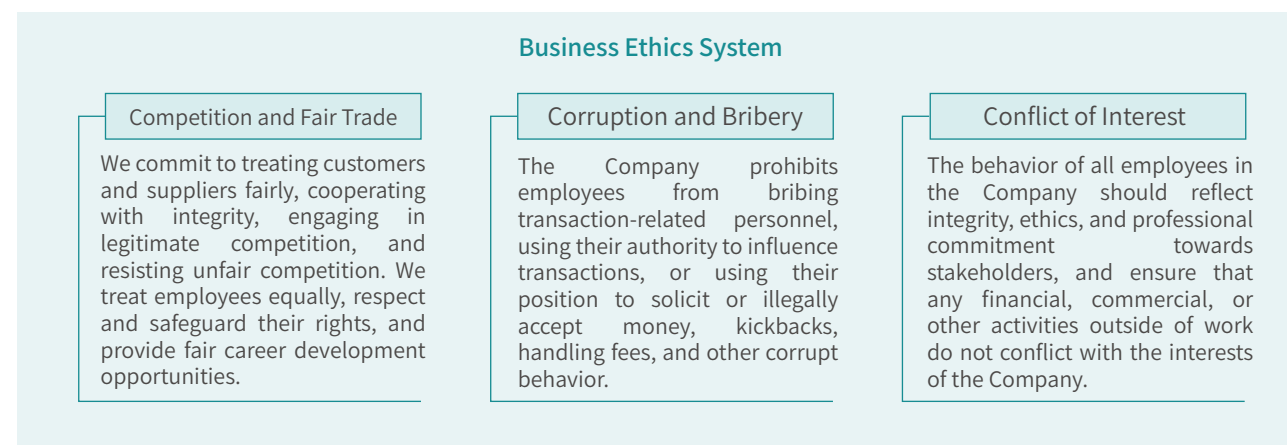 Business Ethics System
Competition and Fair Trade
We commit to treating customers
and suppliers fairly, cooperating
with integrity, engaging in
legitimate competition, and
resisting unfair competition. We
treat employees equally, respect
and safeguard their rights, and
provide fair career development
opportunities.
Corruption and Bribery
The Company prohibits
employees from bribing
transaction-related personnel,
using their authority to influence
transactions, or using their
position to solicit or illegally
accept money, kickbacks,
handling fees, and other corrupt
behavior.
Conflict of Interest
The behavior of all employees in
the Company should reflect
integrity, ethics, and professional
commitment towards
stakeholders, and ensure that
any financial, commercial, or
other activities outside of work
do not conflict with the interests
of the Company.